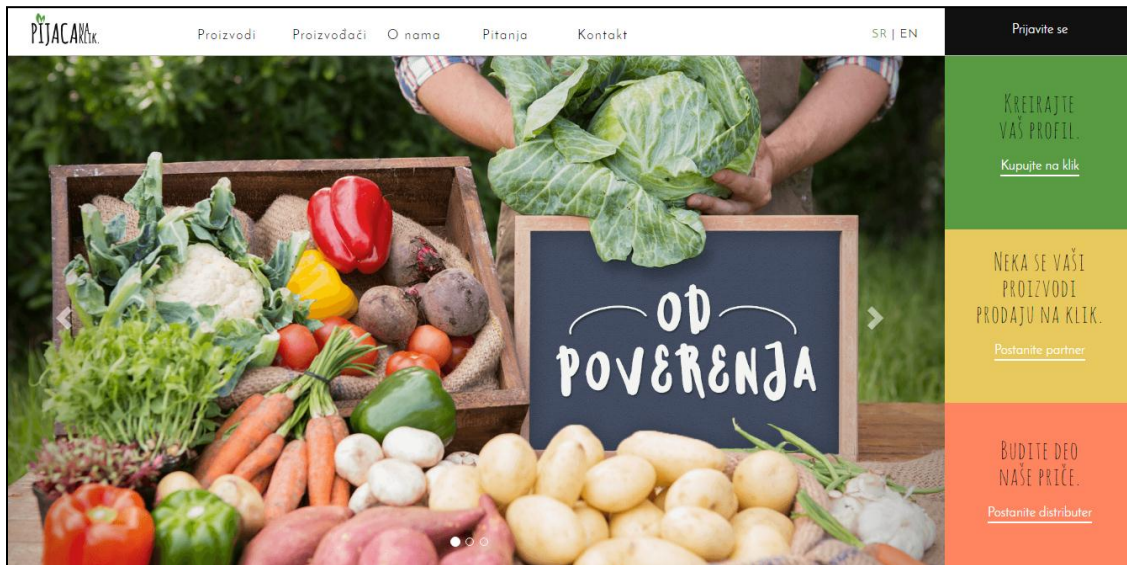 PIJACA NA KLIK.
Proizvodi Proizvođači O nama Pitanja Kontakt
SR | EN
Prijavite se
OD
POVERENJA
KREIRAJTE
VAŠ PROFIL.
Kupujte na klik
NEKA SE VAŠI
PROIZVODI
PRODAJU NA KLIK.
Postanite partner
BUDITE DEO
NAŠE PRIČE.
Postanite distributer